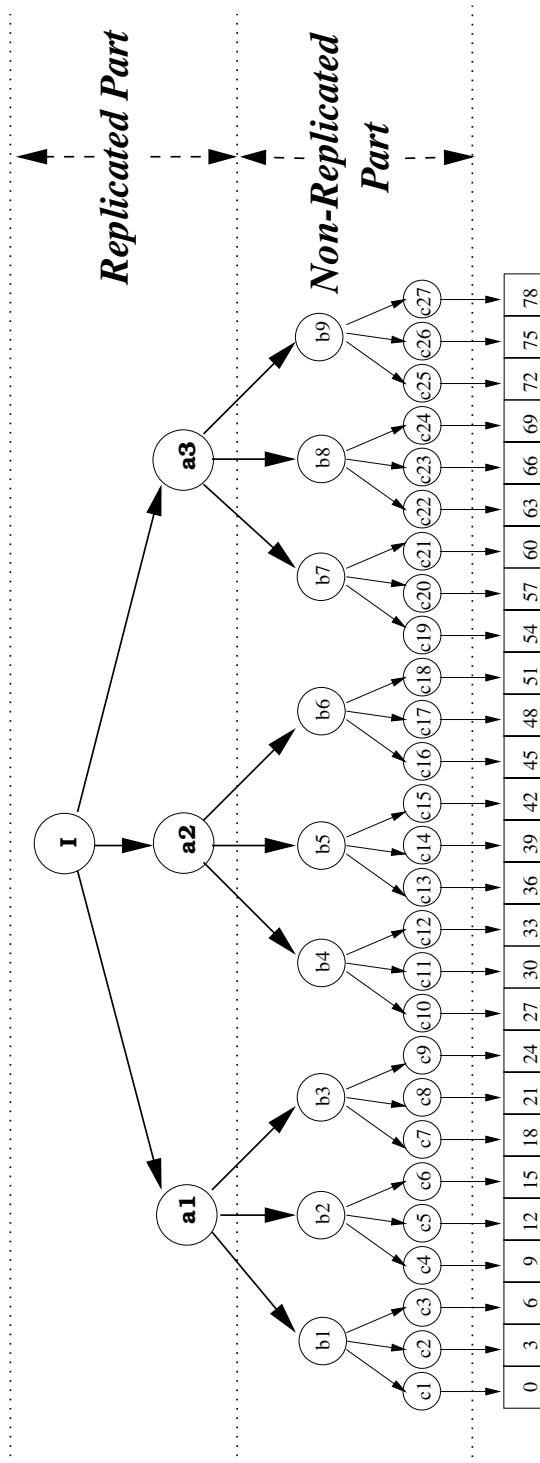 Replicated Part
I
a1 a2 a3
Non-Replicated
Part
b1 b2 b3 b4 b5 b6 b7 b8 b9
c1 c2 c3 c4 c5 c6 c7 c8 c9 c10 c11 c12 c13 c14 c15 c16 c17 c18 c19 c20 c21 c22 c23 c24 c25 c26 c27
0 3 6 9 12 15 18 21 24 27 30 33 36 39 42 45 48 51 54 57 60 63 66 69 72 75 78